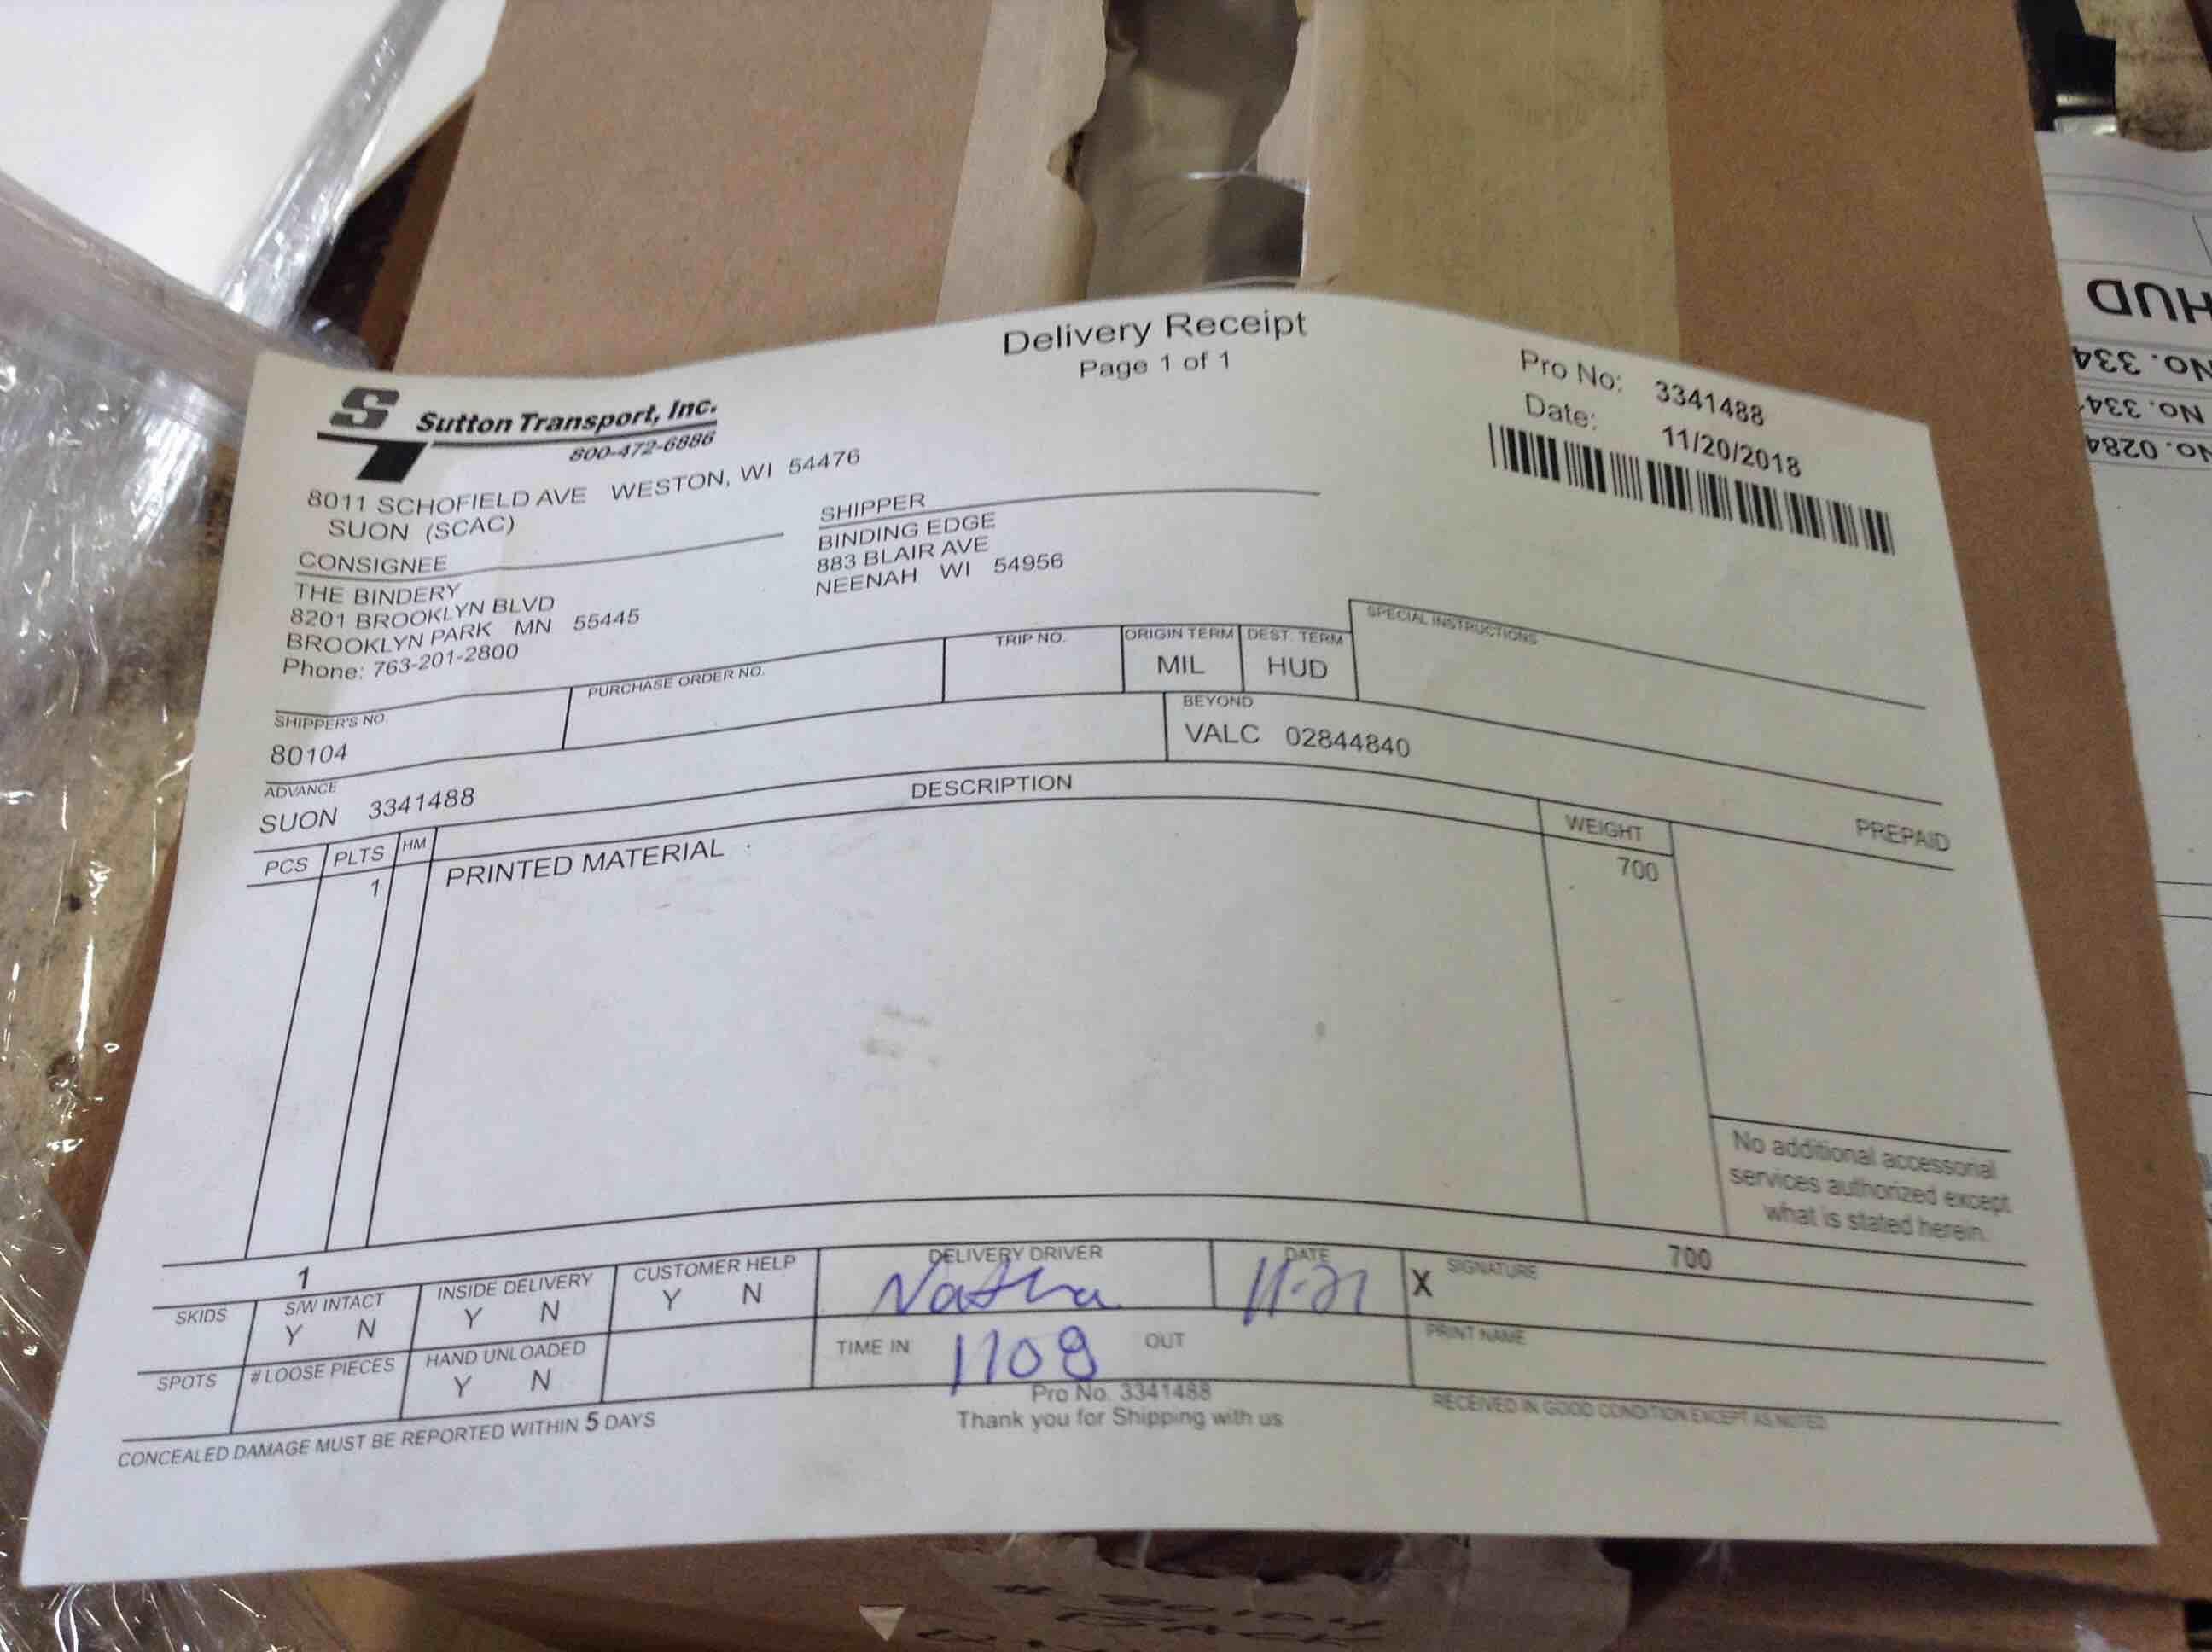 Delivery Receipt
Page 1 of 1
Pro No: 3341488
Date: 11/20/2018
S
Sutton Transport, Inc.
800-472-6886
8011 SCHOFIELD AVE WESTON, WI 54476
SUON (SCAC)
CONSIGNEE
THE BINDERY
8201 BROOKLYN BLVD
BROOKLYN PARK MN 55445
Phone: 763-201-2800
SHIPPER
BINDING EDGE
883 BLAIR AVE
NEENAH WI 54956
SHIPPER'S NO.
80104
PURCHASE ORDER NO.
TRIP NO.
ORIGIN TERM
MIL
DEST. TERM
HUD
SPECIAL INSTRUCTIONS
ADVANCE
SUON 3341488
BEYOND
VALC 02844840
PCS PLTS HM DESCRIPTION WEIGHT PREPAID
1 PRINTED MATERIAL 700
No additional accessorial
services authorized except
what is stated herein.
1 700
SKIDS
S/W INTACT
Y N
INSIDE DELIVERY
Y N
CUSTOMER HELP
Y N
DELIVERY DRIVER
DATE
11-21
X SIGNATURE
SPOTS
# LOOSE PIECES
HAND UNLOADED
Y N
TIME IN 1108 OUT
PRINT NAME
Pro No. 3341488
Thank you for Shipping with us
RECEIVED IN GOOD CONDITION EXCEPT AS NOTED
CONCEALED DAMAGE MUST BE REPORTED WITHIN 5 DAYS
HUD
No. 334
No. 334
No. 0284